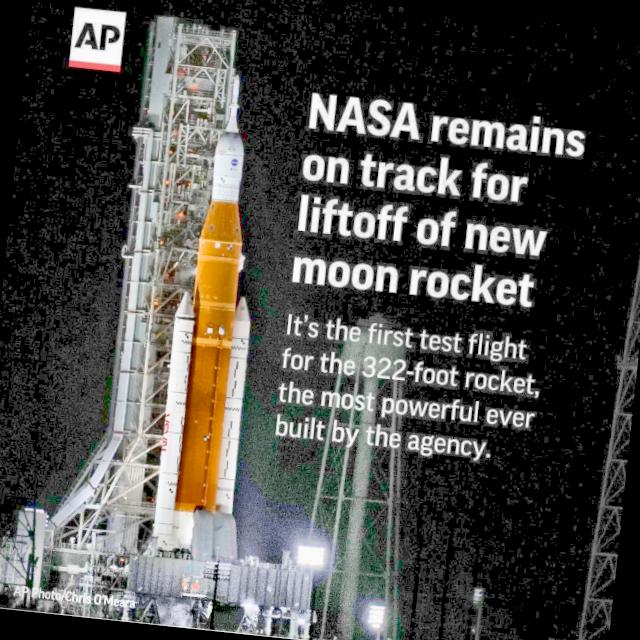 AP
NASA remains
on track for
liftoff of new
moon rocket
It's the first test flight
for the 322-foot rocket,
the most powerful ever
built by the agency.
AP Photo/Chris O'Meara